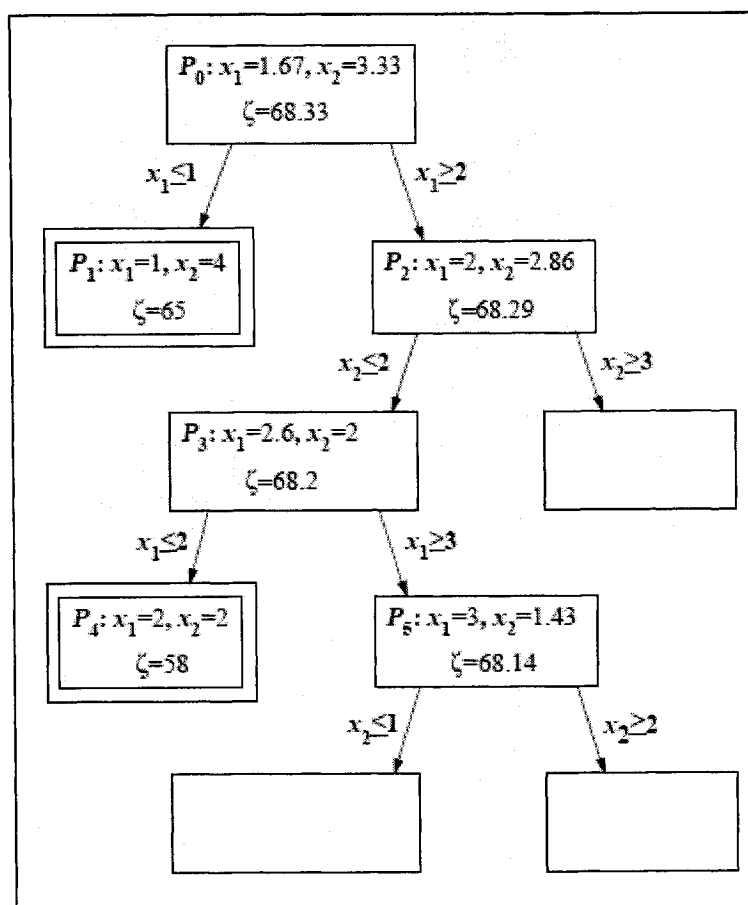 P₀: x₁=1.67, x₂=3.33
ζ=68.33
x₁≤1
x₁≥2
P₁: x₁=1, x₂=4
ζ=65
P₂: x₁=2, x₂=2.86
ζ=68.29
x₂≤2
x₂≥3
P₃: x₁=2.6, x₂=2
ζ=68.2
x₁≤2
x₁≥3
P₄: x₁=2, x₂=2
ζ=58
P₅: x₁=3, x₂=1.43
ζ=68.14
x₂≤1
x₂≥2